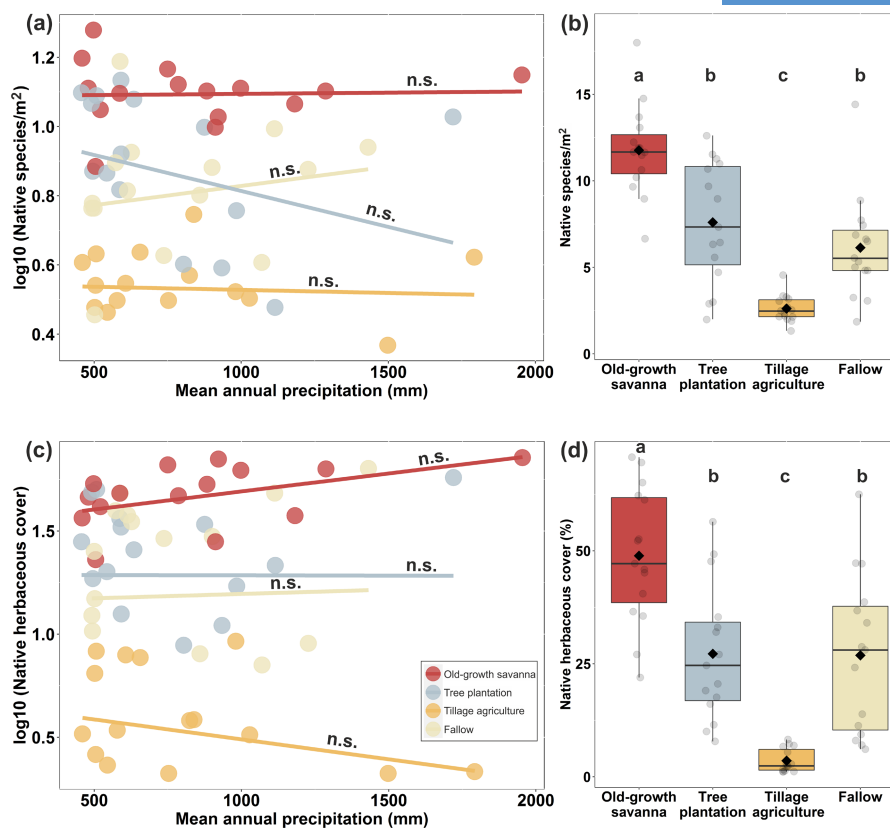 (a)
log10 (Native species/m²)
1.2
1.0
0.8
0.6
0.4
n.s.
n.s.
n.s.
n.s.
500
1000
1500
2000
Mean annual precipitation (mm)
(b)
Native species/m²
15
10
5
0
a
b
c
b
Old-growth
savanna
Tree
plantation
Tillage
agriculture
Fallow
(c)
log10 (Native herbaceous cover)
1.5
1.0
0.5
n.s.
n.s.
n.s.
n.s.
Old-growth savanna
Tree plantation
Tillage agriculture
Fallow
500
1000
1500
2000
Mean annual precipitation (mm)
(d)
Native herbaceous cover (%)
50
25
0
a
b
c
b
Old-growth
savanna
Tree
plantation
Tillage
agriculture
Fallow